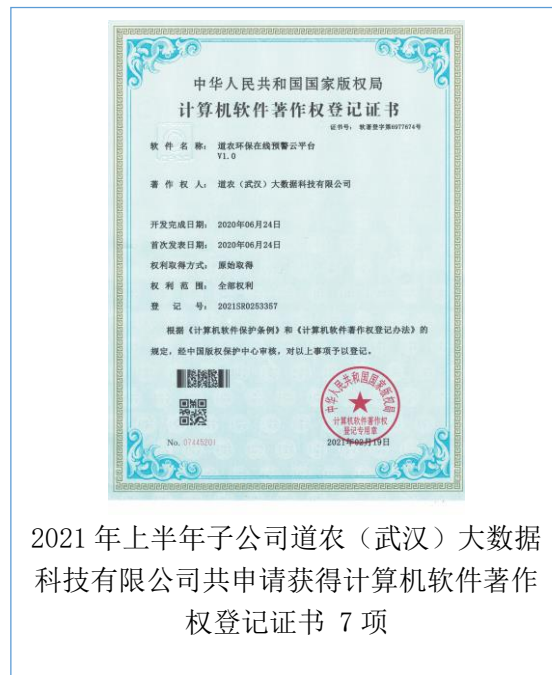 中华人民共和国国家版权局
计算机软件著作权登记证书
证书号: 软著登字第6977674号
软 件 名 称: 道农环保在线预警云平台
V1.0
著 作 权 人: 道农（武汉）大数据科技有限公司
开发完成日期: 2020年06月24日
首次发表日期: 2020年06月24日
权利取得方式: 原始取得
权 利 范 围: 全部权利
登 记 号: 2021SR0253357
根据《计算机软件保护条例》和《计算机软件著作权登记办法》的
规定，经中国版权保护中心审核，对以上事项予以登记。
中华人民共和国国家版权局
计算机软件著作权
登记专用章
No. 07445201
2021年02月19日
2021 年上半年子公司道农（武汉）大数据
科技有限公司共申请获得计算机软件著作
权登记证书 7 项